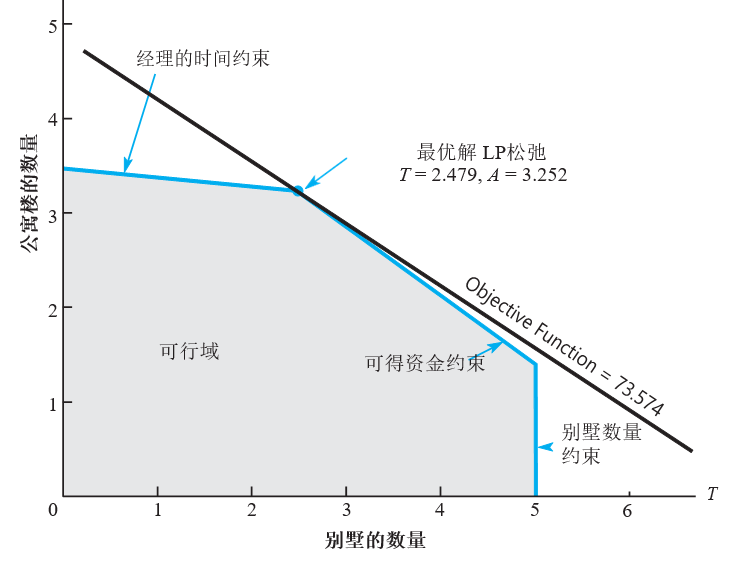 5
经理的时间约束
4
最优解 LP松弛
T = 2.479, A = 3.252
公寓楼的数量
3
Objective Function = 73.574
2
可行域
可得资金约束
1
别墅数量
约束
0
1
2
3
4
5
6
T
别墅的数量